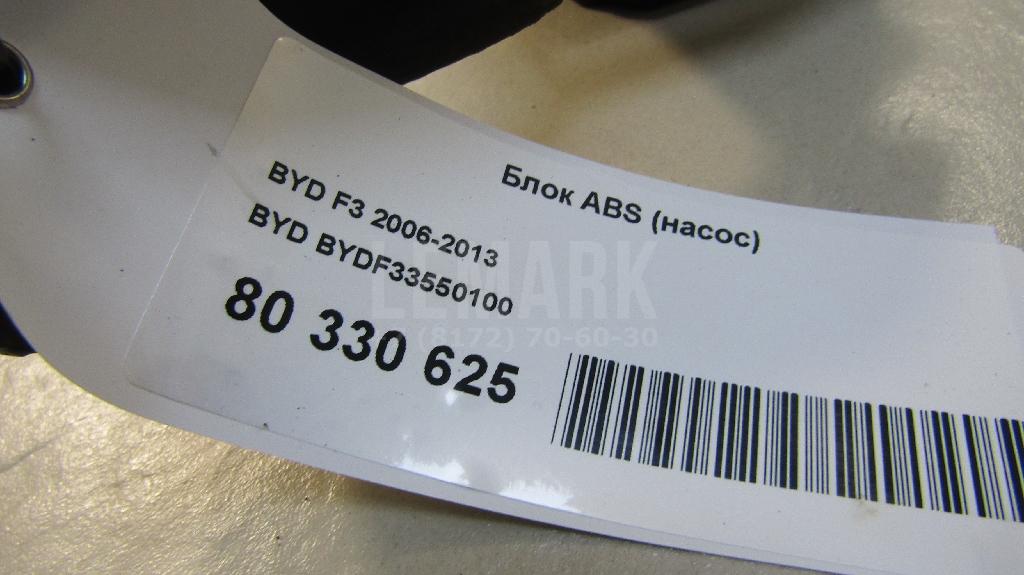 Блок ABS (насос)
BYD F3 2006-2013
BYD BYDF33550100
80 330 625
LEMARK
(8172) 70-60-30